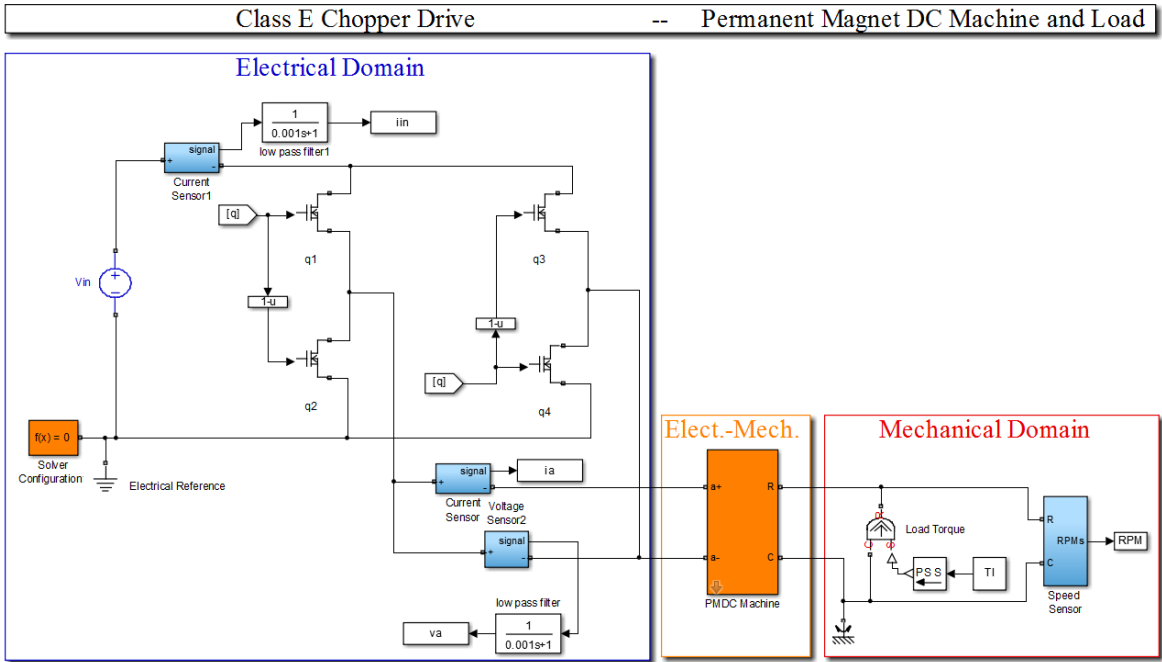 Class E Chopper Drive -- Permanent Magnet DC Machine and Load
Electrical Domain
1
0.001s+1
low pass filter1
iin
signal
+
-
Current
Sensor1
[q]
q1
q3
1-u
Vin
+
−
1-u
[q]
q2
q4
f(x) = 0
Solver
Configuration
Electrical Reference
signal
+
-
Current
Sensor
ia
Voltage
Sensor2
signal
+
-
low pass filter
1
0.001s+1
va
Elect.-Mech.
a+
R
a-
C
PMDC Machine
Mechanical Domain
R
C
S
Load Torque
PS S
Tl
R
RPMs
C
Speed
Sensor
RPM